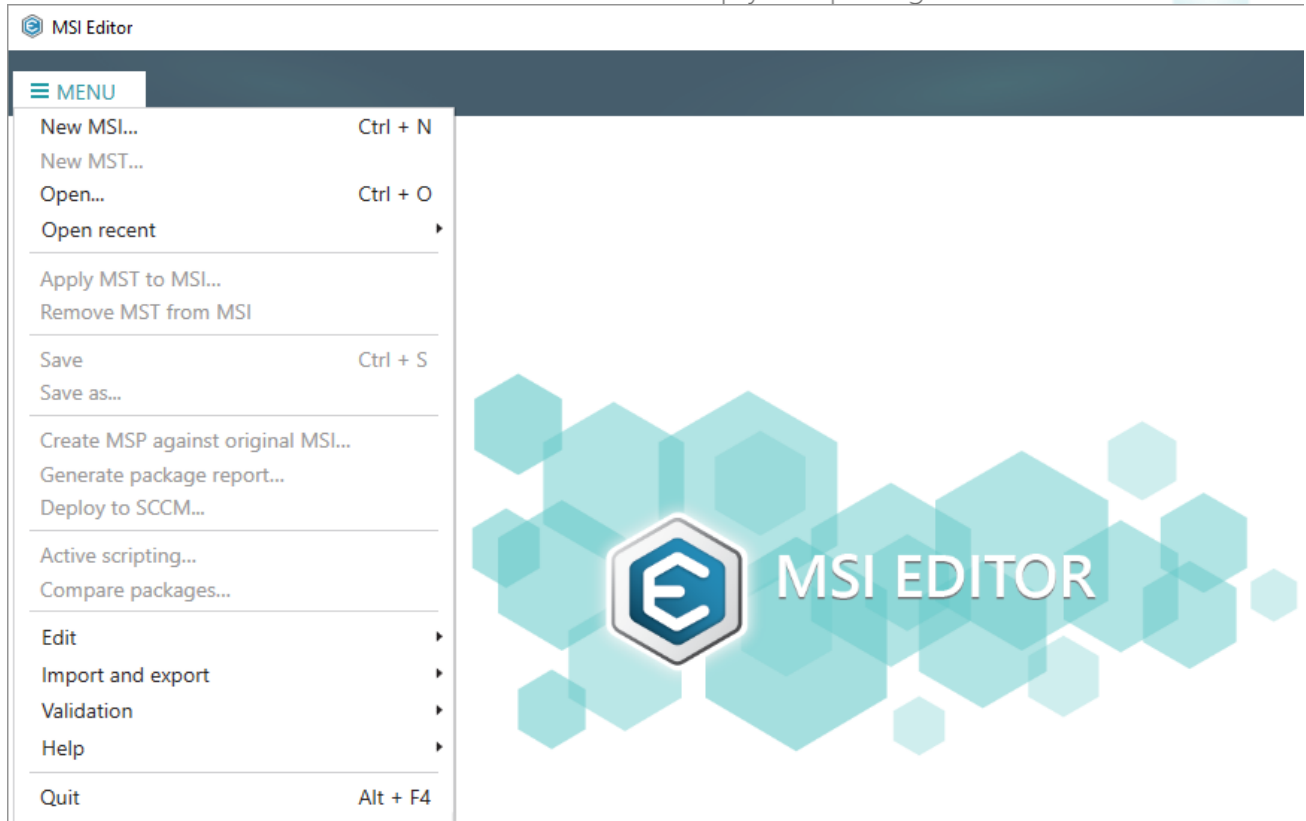 MSI Editor
MENU
New MSI... Ctrl + N
New MST...
Open... Ctrl + O
Open recent
Apply MST to MSI...
Remove MST from MSI
Save Ctrl + S
Save as...
Create MSP against original MSI...
Generate package report...
Deploy to SCCM...
Active scripting...
Compare packages...
Edit
Import and export
Validation
Help
Quit Alt + F4
MSI EDITOR